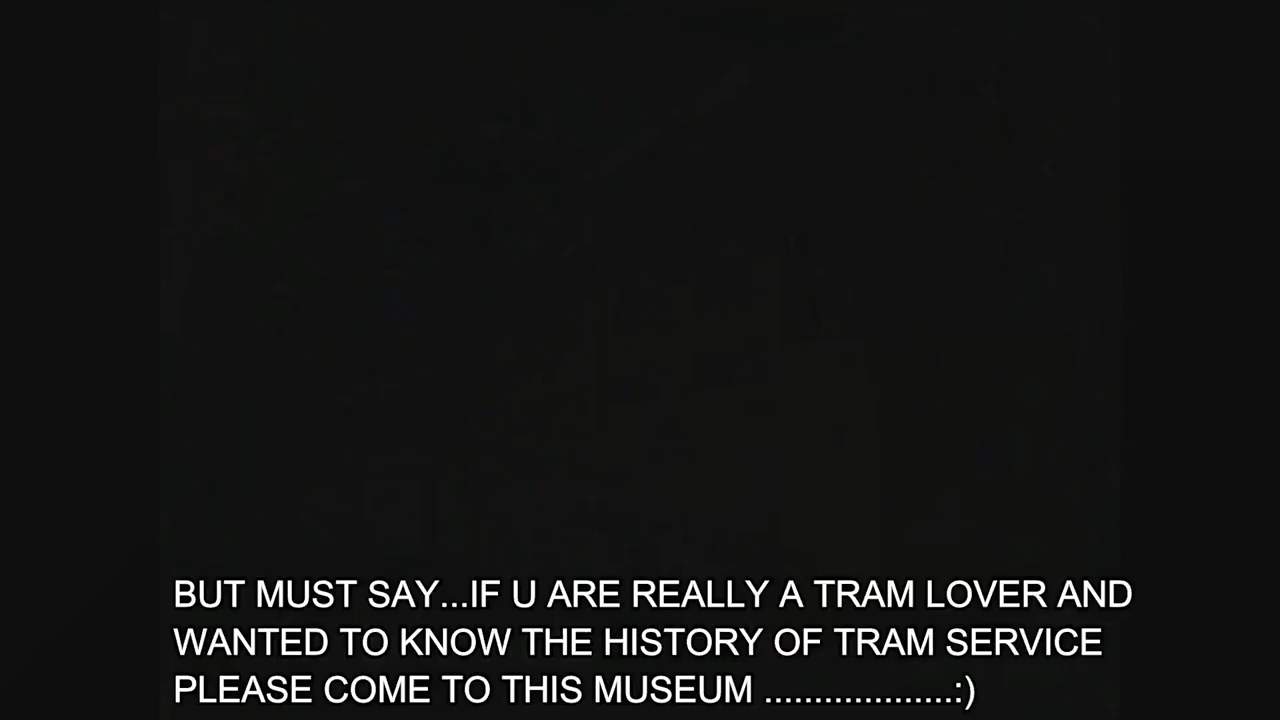 BUT MUST SAY...IF U ARE REALLY A TRAM LOVER AND
WANTED TO KNOW THE HISTORY OF TRAM SERVICE
PLEASE COME TO THIS MUSEUM ...................:)